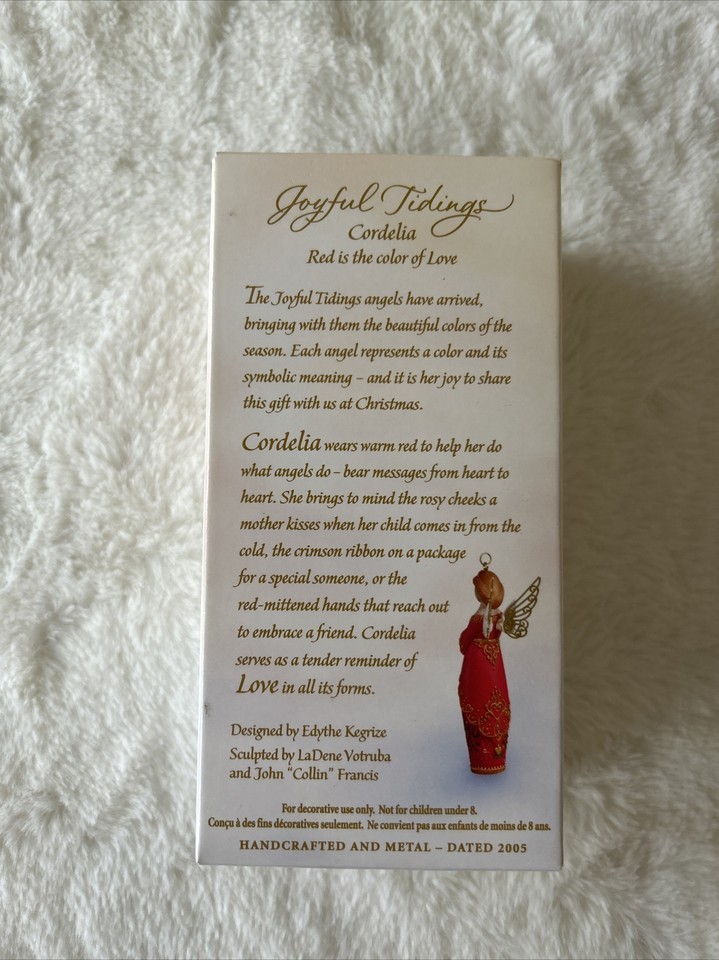 Joyful Tidings
Cordelia
Red is the color of Love
The Joyful Tidings angels have arrived,
bringing with them the beautiful colors of the
season. Each angel represents a color and its
symbolic meaning – and it is her joy to share
this gift with us at Christmas.
Cordelia wears warm red to help her do
what angels do – bear messages from heart to
heart. She brings to mind the rosy cheeks a
mother kisses when her child comes in from the
cold, the crimson ribbon on a package
for a special someone, or the
red-mittened hands that reach out
to embrace a friend. Cordelia
serves as a tender reminder of
Love in all its forms.
Designed by Edythe Kegrize
Sculpted by LaDene Votruba
and John "Collin" Francis
For decorative use only. Not for children under 8.
Conçu à des fins décoratives seulement. Ne convient pas aux enfants de moins de 8 ans.
HANDCRAFTED AND METAL – DATED 2005